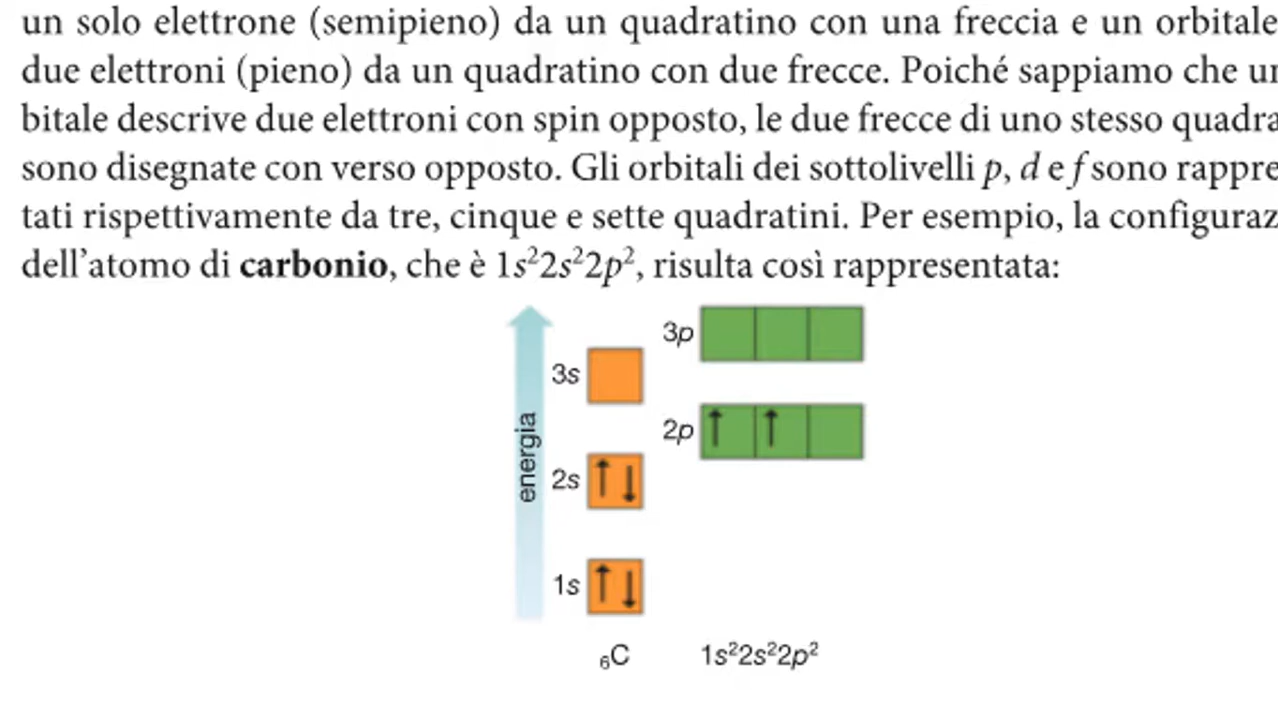 un solo elettrone (semipieno) da un quadratino con una freccia e un orbitale
due elettroni (pieno) da un quadratino con due frecce. Poiché sappiamo che un
bitale descrive due elettroni con spin opposto, le due frecce di uno stesso quadra
sono disegnate con verso opposto. Gli orbitali dei sottolivelli p, d e f sono rappre
tati rispettivamente da tre, cinque e sette quadratini. Per esempio, la configuraz
dell'atomo di carbonio, che è 1s²2s²2p², risulta così rappresentata:
3p
3s
2p
energia
2s
1s
₆C 1s²2s²2p²